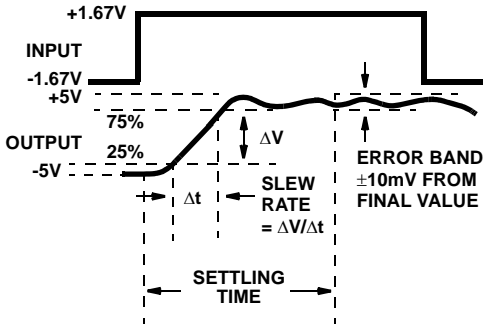 +1.67V
INPUT
-1.67V
+5V
75%
OUTPUT
25%
-5V
ΔV
Δt
SLEW
RATE
= ΔV/Δt
ERROR BAND
±10mV FROM
FINAL VALUE
SETTLING
TIME